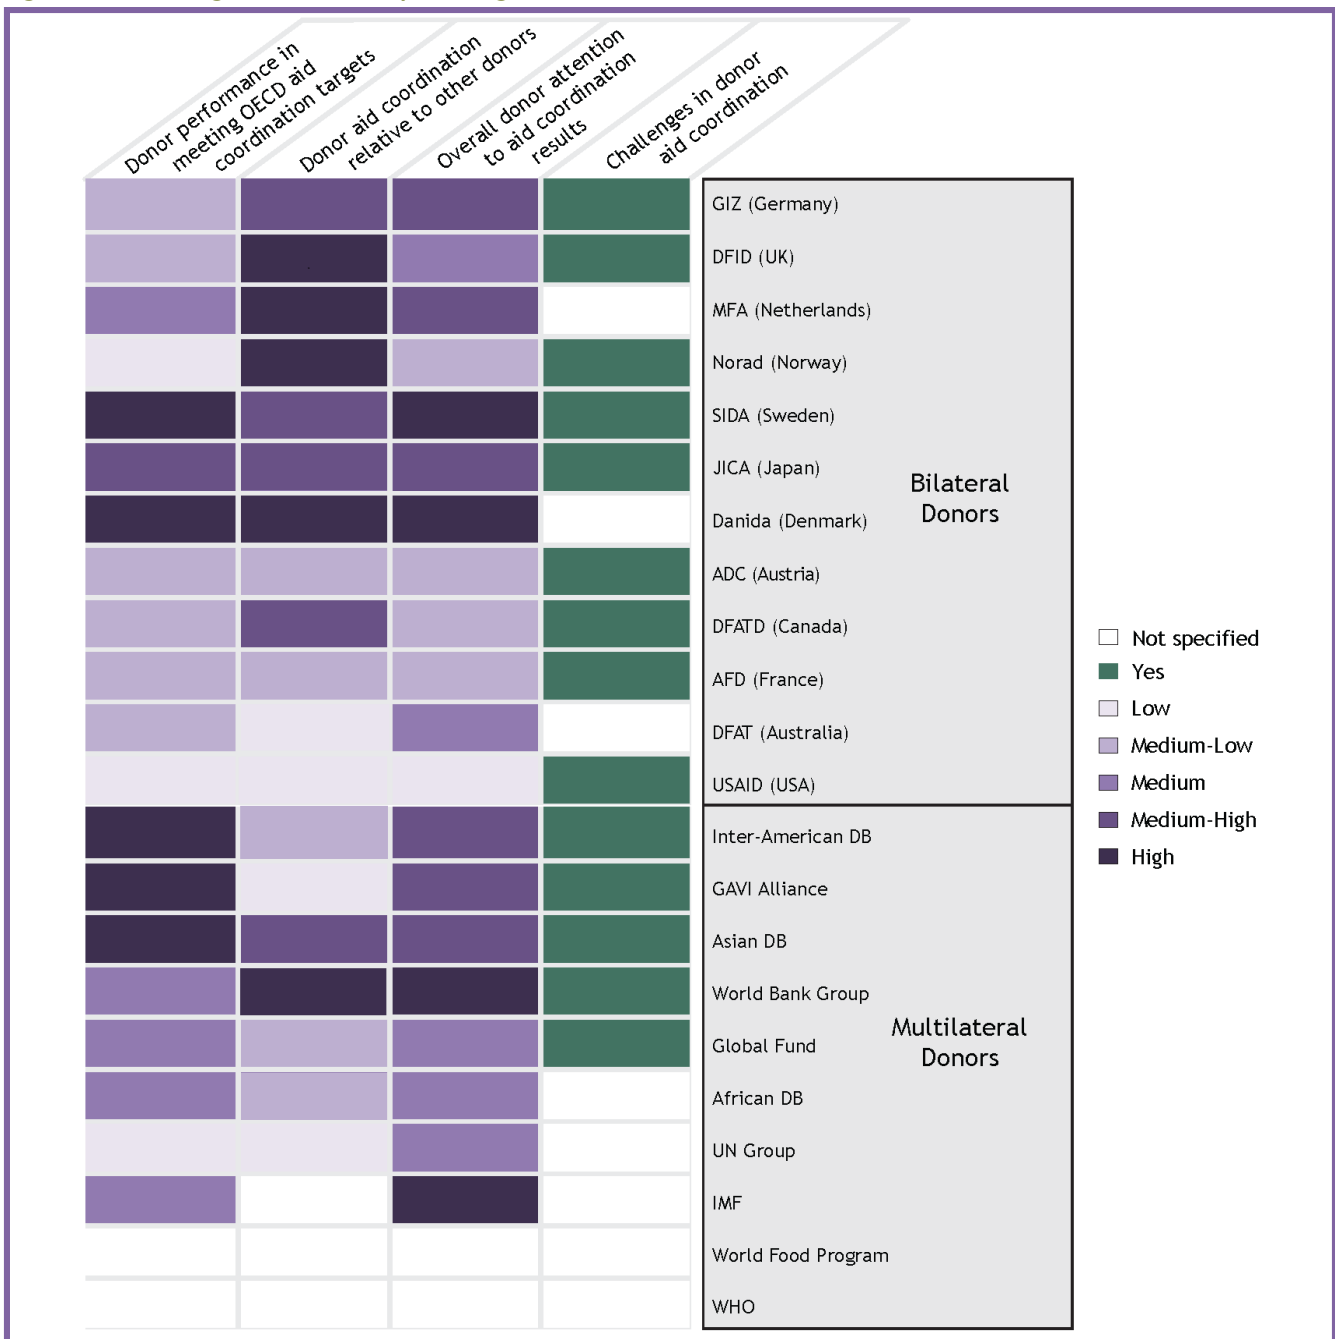 Donor performance in
meeting OECD aid
coordination targets
Donor aid coordination
relative to other donors
Overall donor attention
to aid coordination
results
Challenges in donor
aid coordination
GIZ (Germany)
DFID (UK)
MFA (Netherlands)
Norad (Norway)
SIDA (Sweden)
JICA (Japan)
Danida (Denmark)
ADC (Austria)
DFATD (Canada)
AFD (France)
DFAT (Australia)
USAID (USA)
Bilateral
Donors
Inter-American DB
GAVI Alliance
Asian DB
World Bank Group
Global Fund
African DB
UN Group
IMF
World Food Program
WHO
Multilateral
Donors
Not specified
Yes
Low
Medium-Low
Medium
Medium-High
High